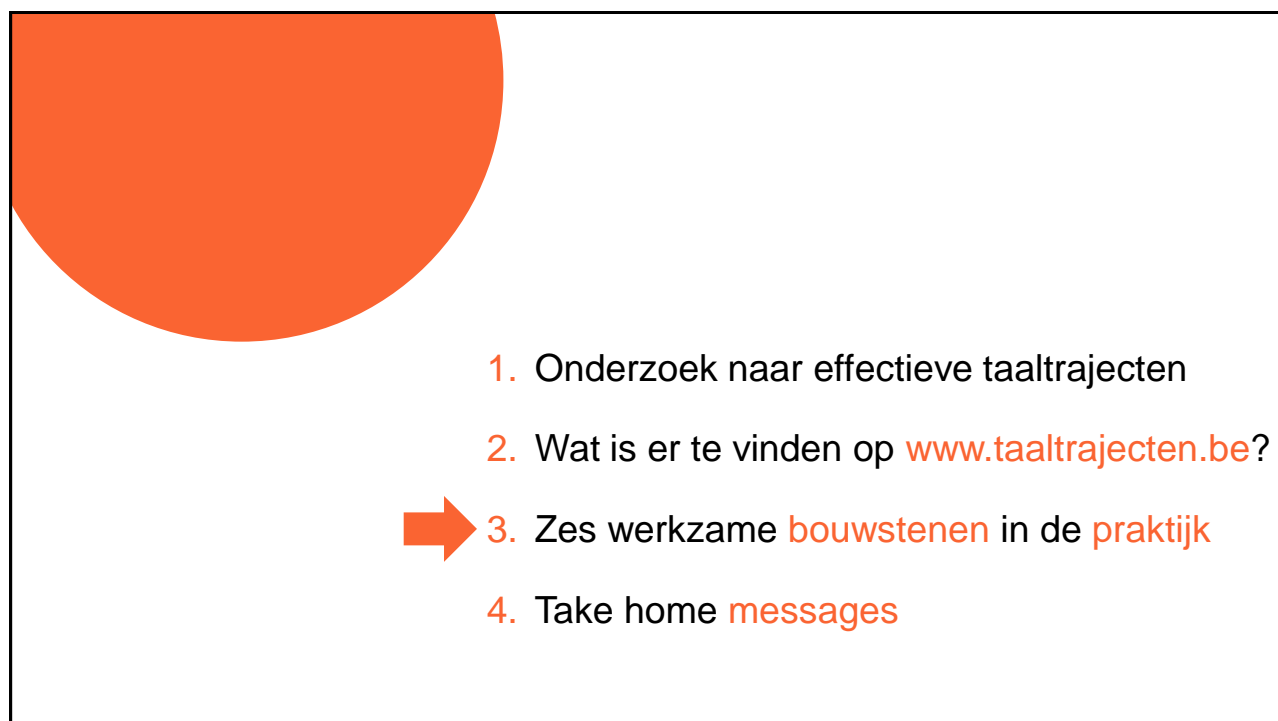 1. Onderzoek naar effectieve taaltrajecten
2. Wat is er te vinden op www.taaltrajecten.be?
3. Zes werkzame bouwstenen in de praktijk
4. Take home messages